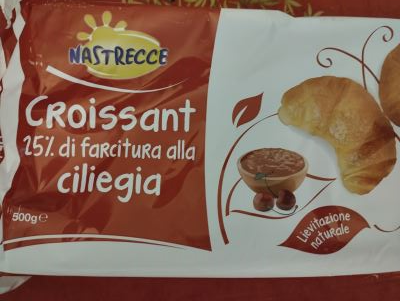 NASTRECCE
CROISSANT
25% di farcitura alla
ciliegia
500g e
Lievitazione
naturale